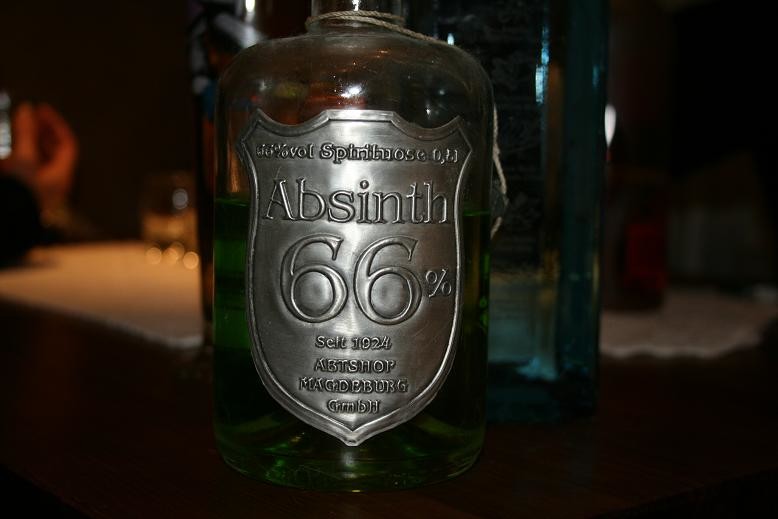 66%vol Spirituose 0,5l
Absinth
66%
Seit 1924
ABTSHOF
MAGDEBURG
GmbH